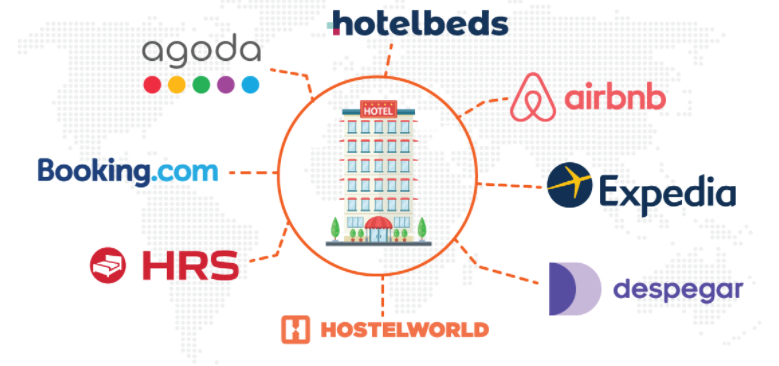 hotelbeds
agoda
airbnb
HOTEL
Booking.com
Expedia
HRS
despegar
HOSTELWORLD